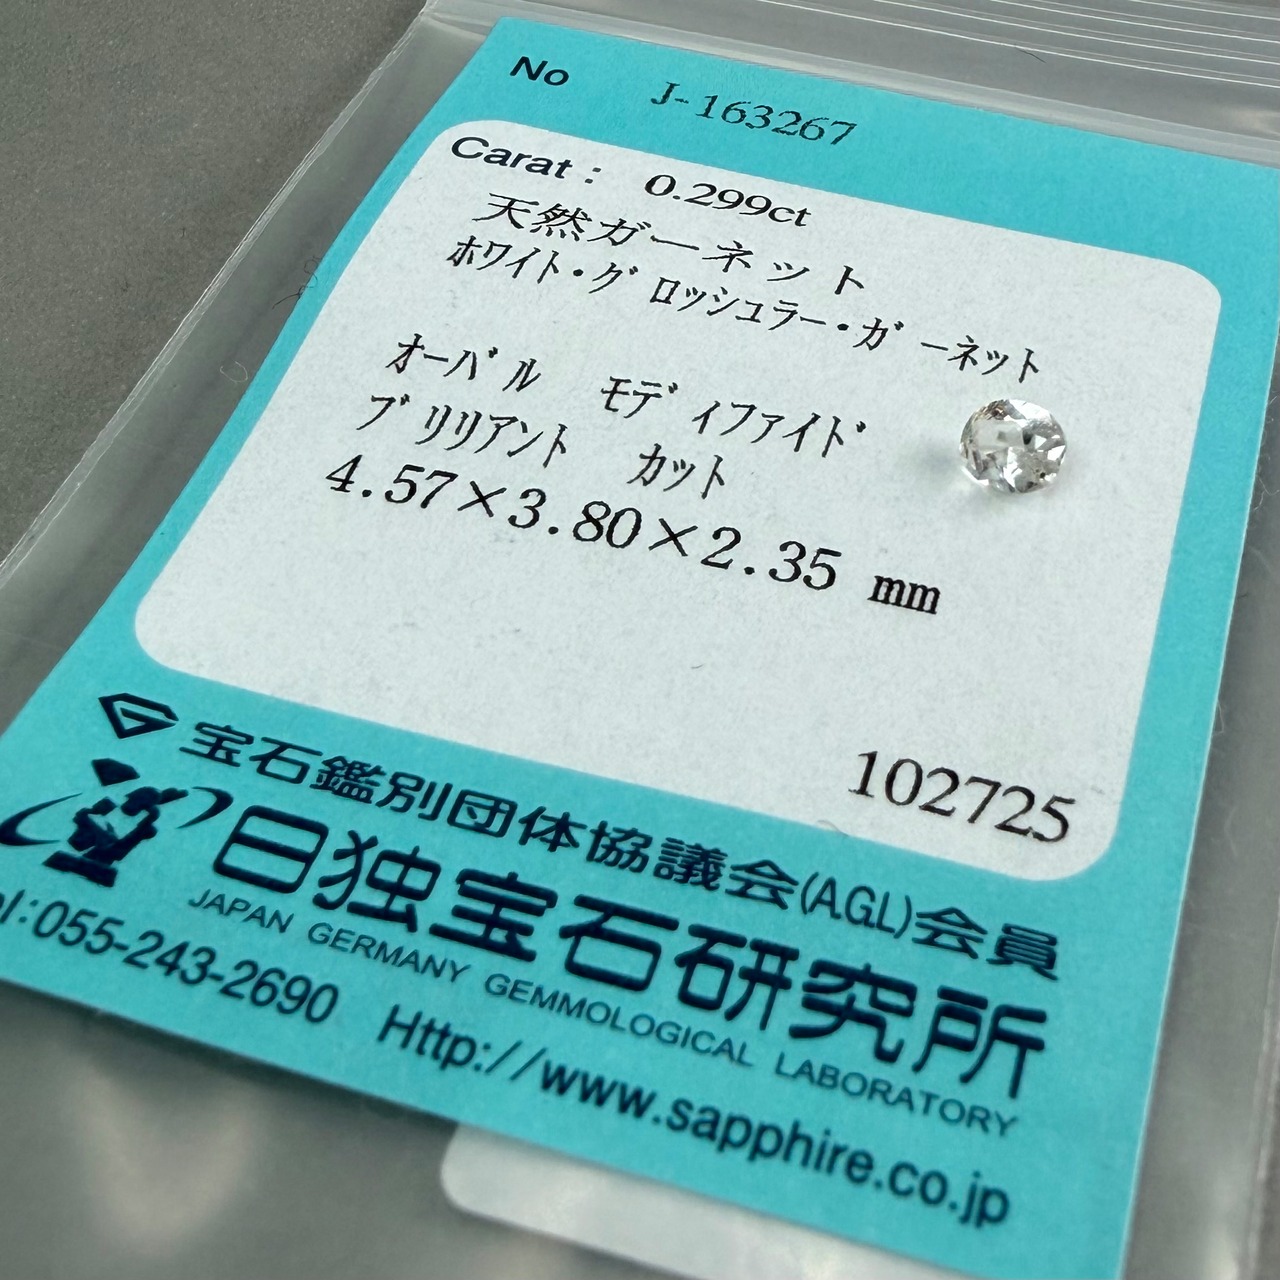 No J-163267
Carat： 0.299ct
天然ガーネット
ﾎﾜｲﾄ･ｸﾞﾛｯｼｭﾗｰ･ｶﾞｰﾈｯﾄ
ｵｰﾊﾞﾙ ﾓﾃﾞｨﾌｧｲﾄﾞ
ﾌﾞﾘﾘｱﾝﾄ ｶｯﾄ
4.57×3.80×2.35 mm
102725
宝石鑑別団体協議会(AGL)会員
日独宝石研究所
JAPAN GERMANY GEMMOLOGICAL LABORATORY
el:055-243-2690 Http://www.sapphire.co.jp